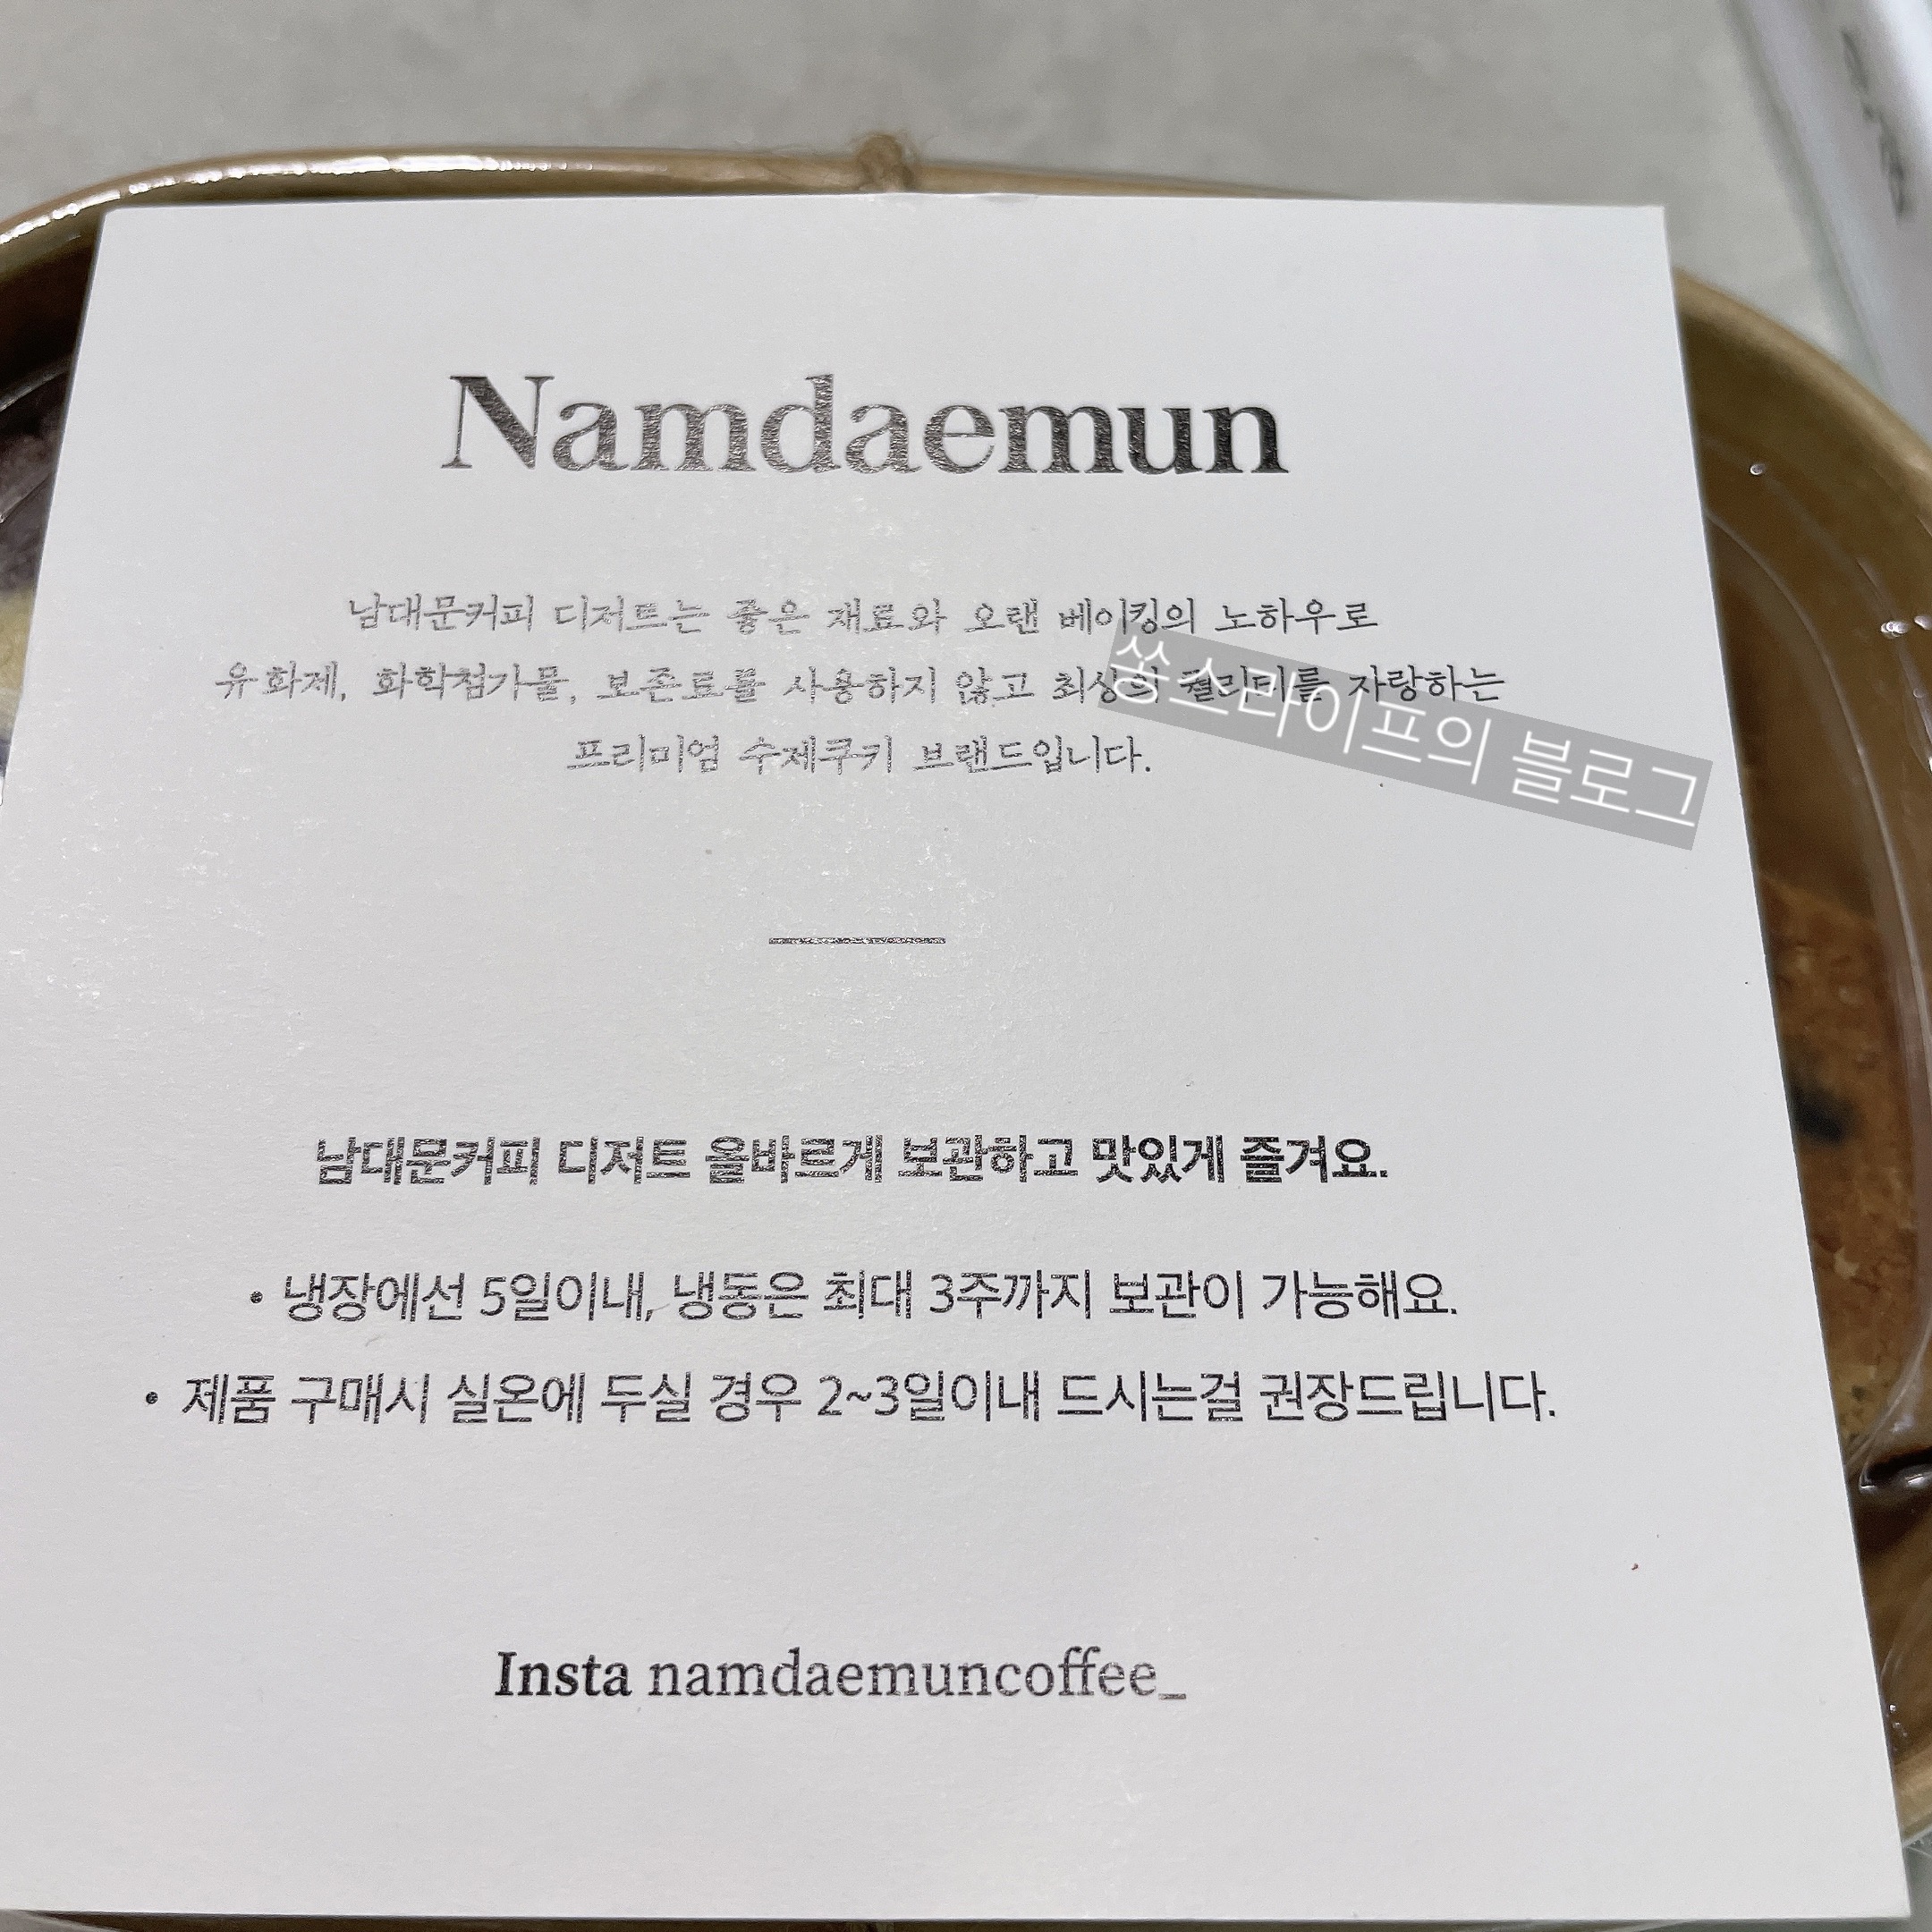 Namdaemun
남대문커피 디저트는 좋은 재료와 오랜 베이킹의 노하우로
유화제, 화학첨가물, 보존료를 사용하지 않고 최상의 퀄리티를 자랑하는
쏭스라이프의 블로그
프리미엄 수제쿠키 브랜드입니다.
남대문커피 디저트 올바르게 보관하고 맛있게 즐겨요.
• 냉장에선 5일이내, 냉동은 최대 3주까지 보관이 가능해요.
• 제품 구매시 실온에 두실 경우 2~3일이내 드시는걸 권장드립니다.
Insta namdaemuncoffee_